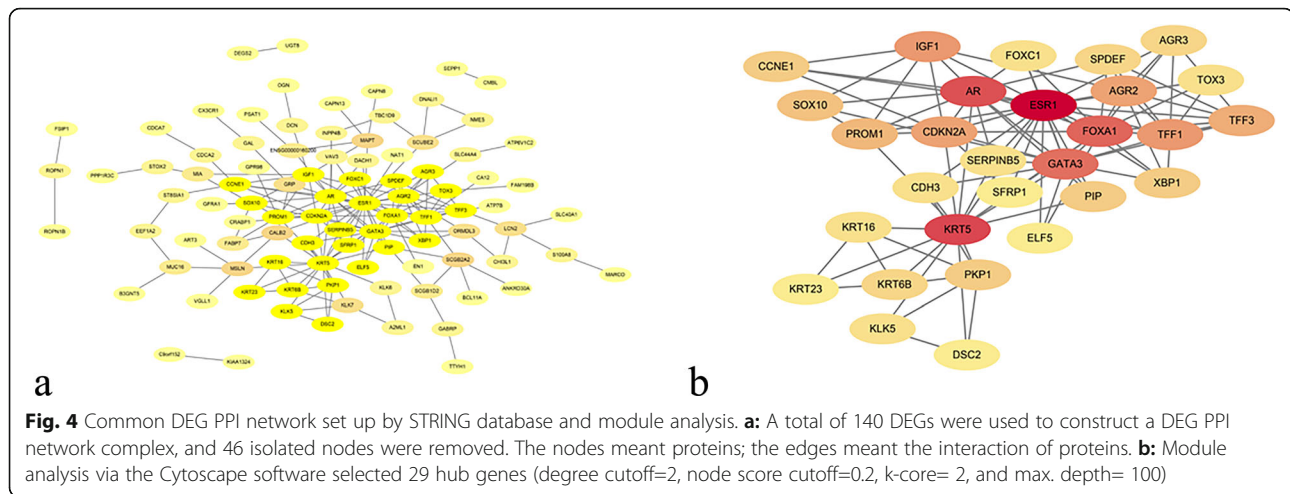 DEGS2
UGT8
SEPP1
CMBL
OGN
CAPN8
CAPN13
DNALI1
CX3CR1
PSAT1
TBC1D9
DCN
INPP4B
NME5
CDCA7
GAL
MAPT
SCUBE2
FSIP1
ENSG00000160200
ATP6V1C2
CDCA2
VAV3
DACH1
NAT1
SLC44A4
STOX2
GPR98
ROPN1
PPP1R3C
MIA
IGF1
FOXC1
SPDEF
AGR3
CCNE1
GRP
CA12
ST8SIA1
AR
AGR2
TOX3
FAM196B
GFRA1
SOX10
ESR1
ATP7B
CRABP1
PROM1
CDKN2A
FOXA1
TFF1
TFF3
ROPN1B
EEF1A2
SERPINB5
GATA3
ORMDL3
LCN2
SLC40A1
ART3
FABP7
CALB2
CDH3
SFRP1
XBP1
PIP
CHI3L1
S100A8
MUC16
MSLN
KRT16
KRT5
ELF5
EN1
SCGB2A2
MARCO
B3GNT5
VGLL1
KRT23
KRT6B
PKP1
KLK8
SCGB1D2
BCL11A
ANKRD30A
KLK5
KLK7
DSC2
A2ML1
GABRP
C9orf152
KIAA1324
TTYH1
a
IGF1
FOXC1
AGR3
CCNE1
SPDEF
TOX3
AR
AGR2
ESR1
SOX10
TFF3
PROM1
CDKN2A
FOXA1
TFF1
SERPINB5
GATA3
CDH3
SFRP1
PIP
XBP1
KRT16
KRT5
ELF5
PKP1
KRT23
KRT6B
KLK5
DSC2
b
Fig. 4 Common DEG PPI network set up by STRING database and module analysis. a: A total of 140 DEGs were used to construct a DEG PPI
network complex, and 46 isolated nodes were removed. The nodes meant proteins; the edges meant the interaction of proteins. b: Module
analysis via the Cytoscape software selected 29 hub genes (degree cutoff=2, node score cutoff=0.2, k-core= 2, and max. depth= 100)